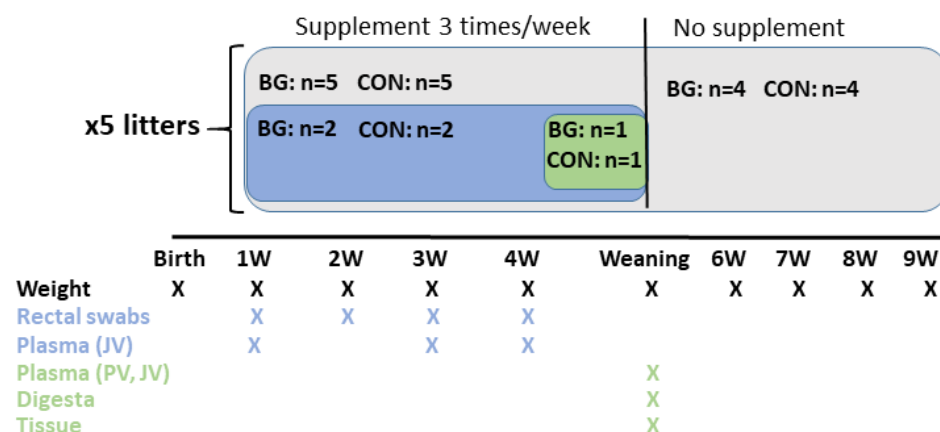 Supplement 3 times/week No supplement
BG: n=5 CON: n=5
BG: n=4 CON: n=4
x5 litters
BG: n=2 CON: n=2
BG: n=1
CON: n=1
Birth 1W 2W 3W 4W Weaning 6W 7W 8W 9W
Weight X X X X X X X X X X
Rectal swabs X X X X
Plasma (JV) X X X
Plasma (PV, JV) X
Digesta X
Tissue X